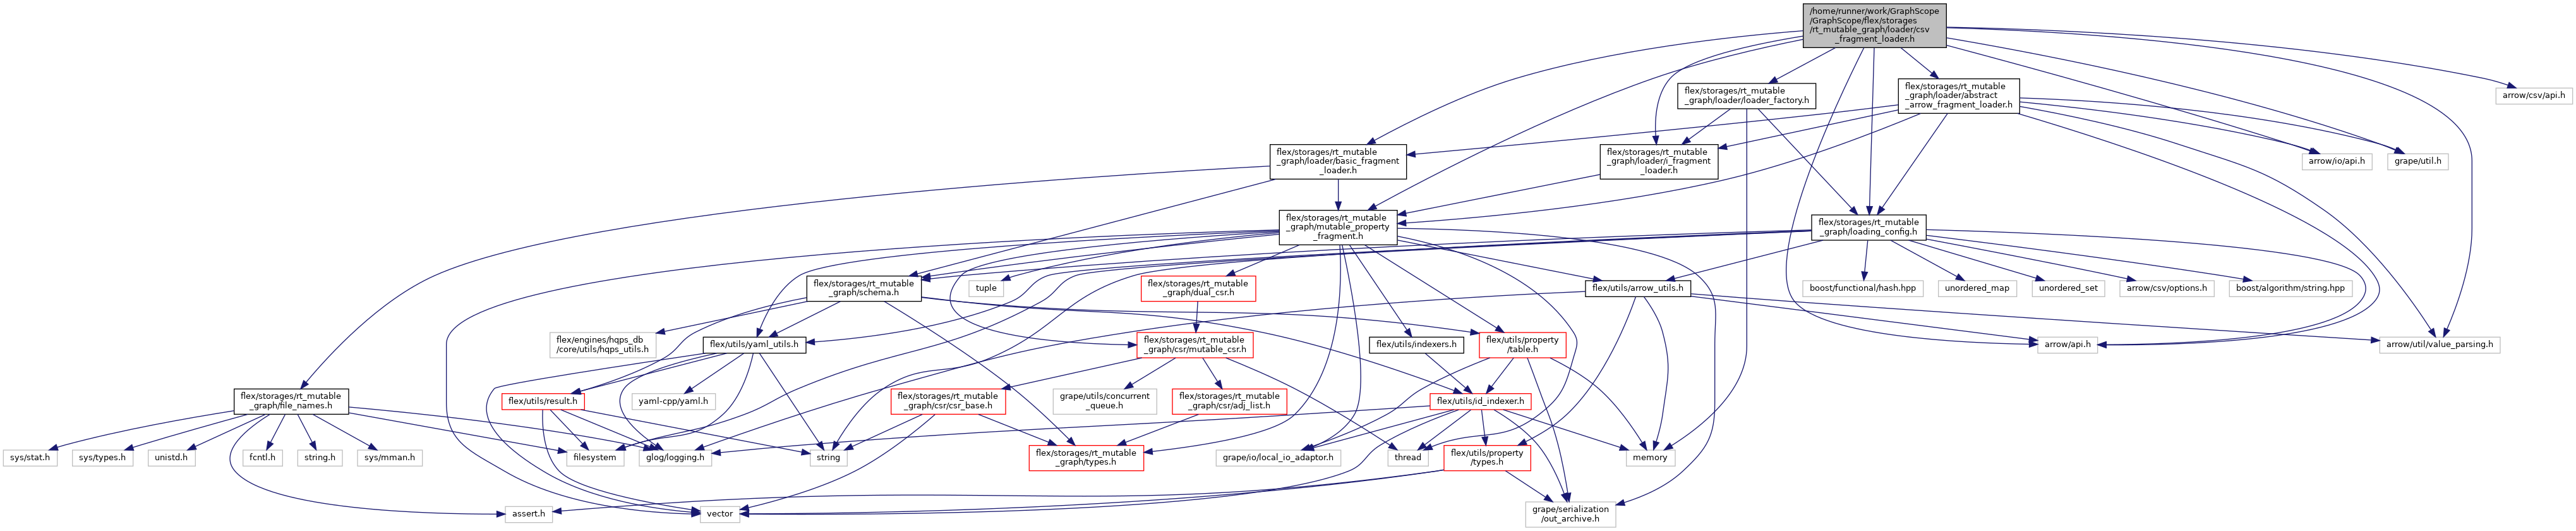 /home/runner/work/GraphScope
/GraphScope/flex/storages
/rt_mutable_graph/loader/csv
_fragment_loader.h
flex/storages/rt_mutable
_graph/loader/loader_factory.h
flex/storages/rt_mutable
_graph/loader/abstract
_arrow_fragment_loader.h
arrow/csv/api.h
flex/storages/rt_mutable
_graph/loader/basic_fragment
_loader.h
flex/storages/rt_mutable
_graph/loader/i_fragment
_loader.h
arrow/io/api.h
grape/util.h
flex/storages/rt_mutable
_graph/mutable_property
_fragment.h
flex/storages/rt_mutable
_graph/loading_config.h
flex/storages/rt_mutable
_graph/schema.h
tuple
flex/storages/rt_mutable
_graph/dual_csr.h
flex/utils/arrow_utils.h
boost/functional/hash.hpp
unordered_map
unordered_set
arrow/csv/options.h
boost/algorithm/string.hpp
flex/engines/hqps_db
/core/utils/hqps_utils.h
flex/utils/yaml_utils.h
flex/storages/rt_mutable
_graph/csr/mutable_csr.h
flex/utils/indexers.h
flex/utils/property
/table.h
arrow/api.h
arrow/util/value_parsing.h
flex/storages/rt_mutable
_graph/file_names.h
flex/utils/result.h
yaml-cpp/yaml.h
flex/storages/rt_mutable
_graph/csr/csr_base.h
grape/utils/concurrent
_queue.h
flex/storages/rt_mutable
_graph/csr/adj_list.h
flex/utils/id_indexer.h
sys/stat.h
sys/types.h
unistd.h
fcntl.h
string.h
sys/mman.h
filesystem
glog/logging.h
string
flex/storages/rt_mutable
_graph/types.h
grape/io/local_io_adaptor.h
thread
flex/utils/property
/types.h
memory
assert.h
vector
grape/serialization
/out_archive.h